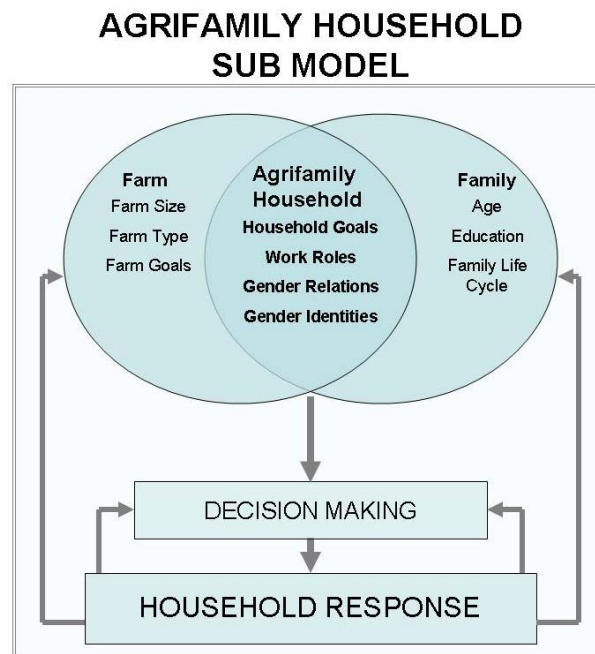 AGRIFAMILY HOUSEHOLD
SUB MODEL
Farm
Farm Size
Farm Type
Farm Goals
Agrifamily
Household
Household Goals
Work Roles
Gender Relations
Gender Identities
Family
Age
Education
Family Life
Cycle
DECISION MAKING
HOUSEHOLD RESPONSE